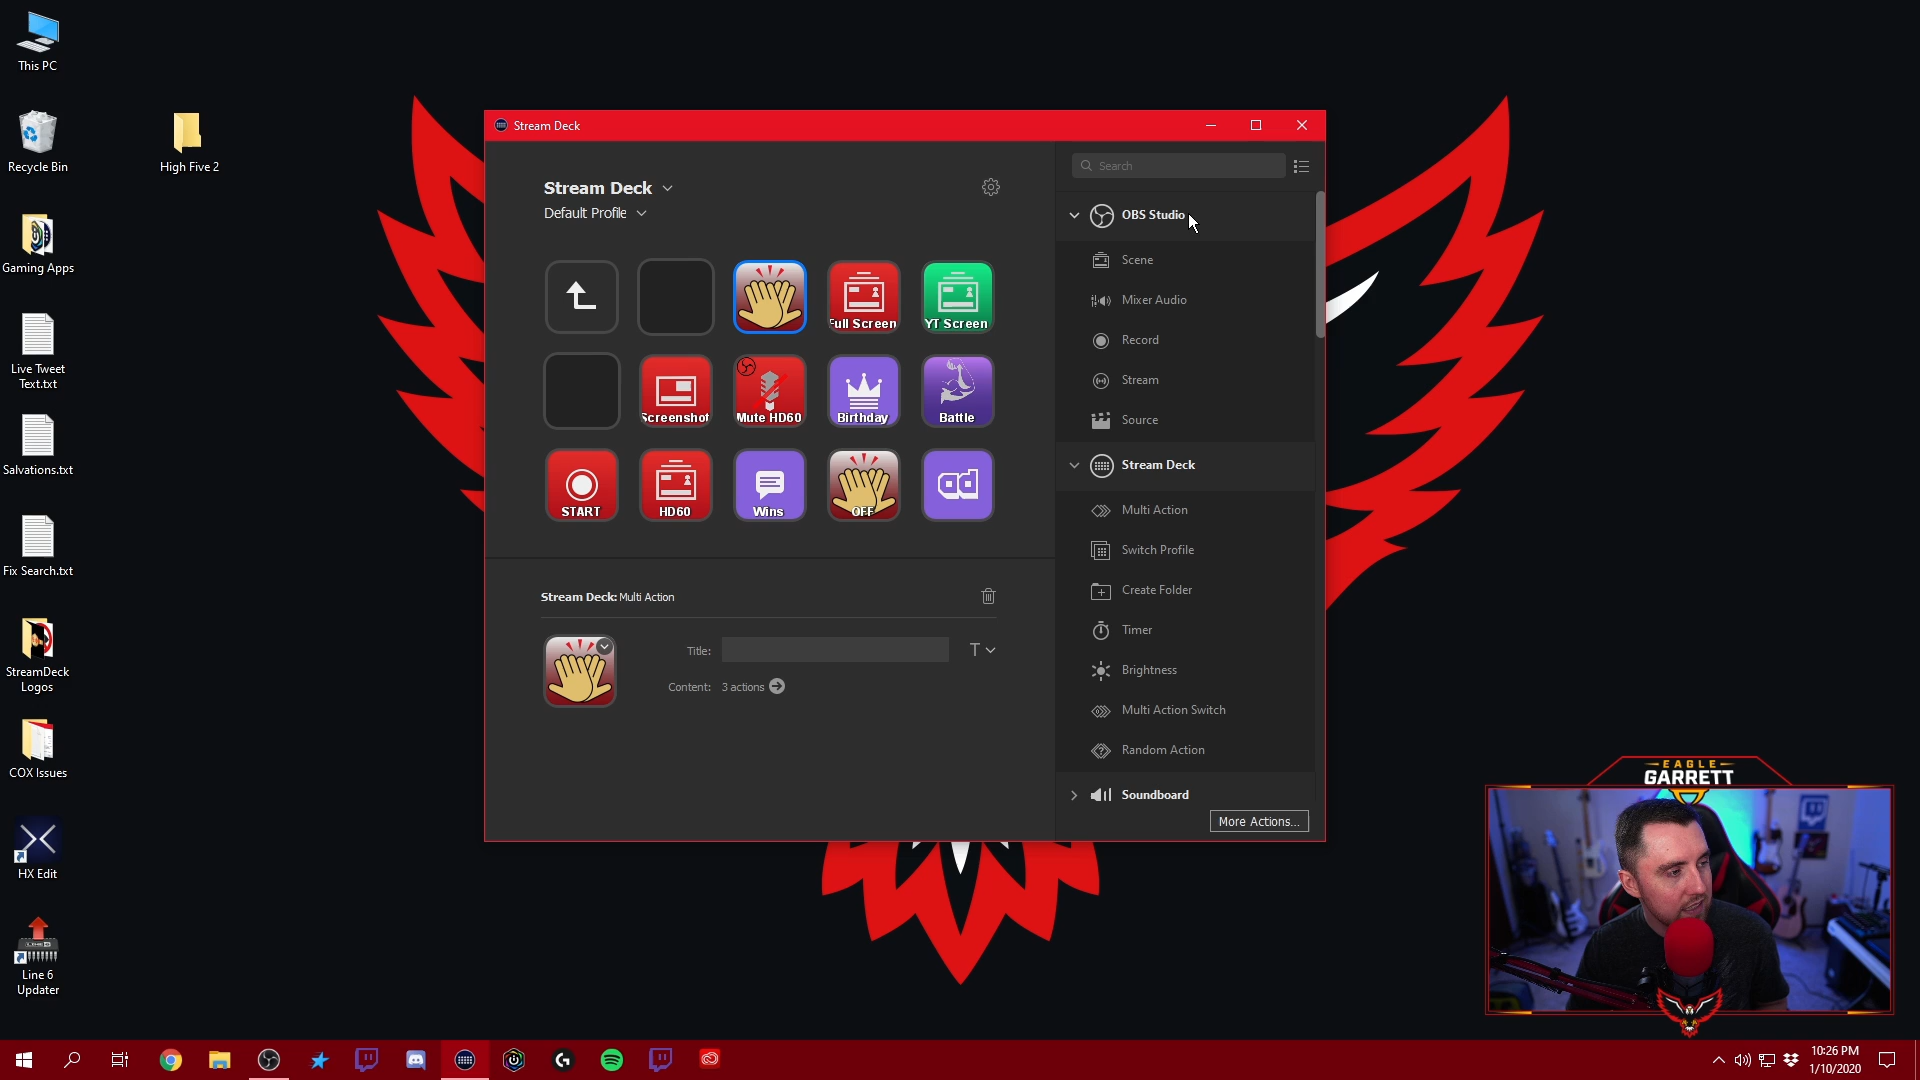 This PC
Recycle Bin
High Five 2
Gaming Apps
Live Tweet
Text.txt
Salvations.txt
Fix Search.txt
StreamDeck
Logos
COX Issues
HX Edit
Line 6
Updater
Stream Deck
Stream Deck
Default Profile
Full Screen
YT Screen
Screenshot
Mute HD60
Birthday
Battle
START
HD60
Wins
OFF
Stream Deck: Multi Action
Title:
T
Content: 3 actions
Search
OBS Studio
Scene
Mixer Audio
Record
Stream
Source
Stream Deck
Multi Action
Switch Profile
Create Folder
Timer
Brightness
Multi Action Switch
Random Action
Soundboard
More Actions...
EAGLE
GARRETT
10:26 PM
1/10/2020